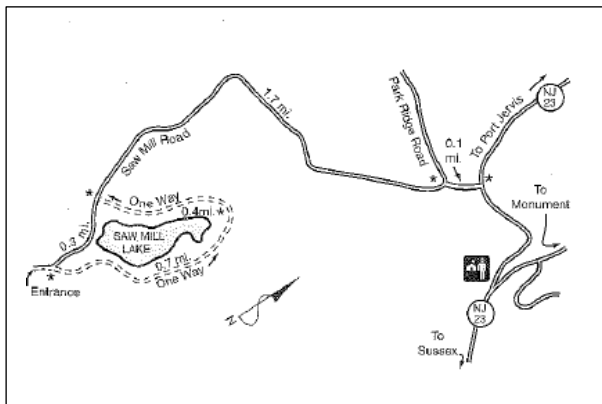 NJ
23
To Port Jervis
1.7 mi.
Park Ridge Road
0.1
mi.
Saw Mill Road
To
Monument
One Way
0.4mi.
0.3 mi.
SAW MILL
LAKE
0.7 mi.
One Way
Entrance
N
NJ
23
To
Sussex